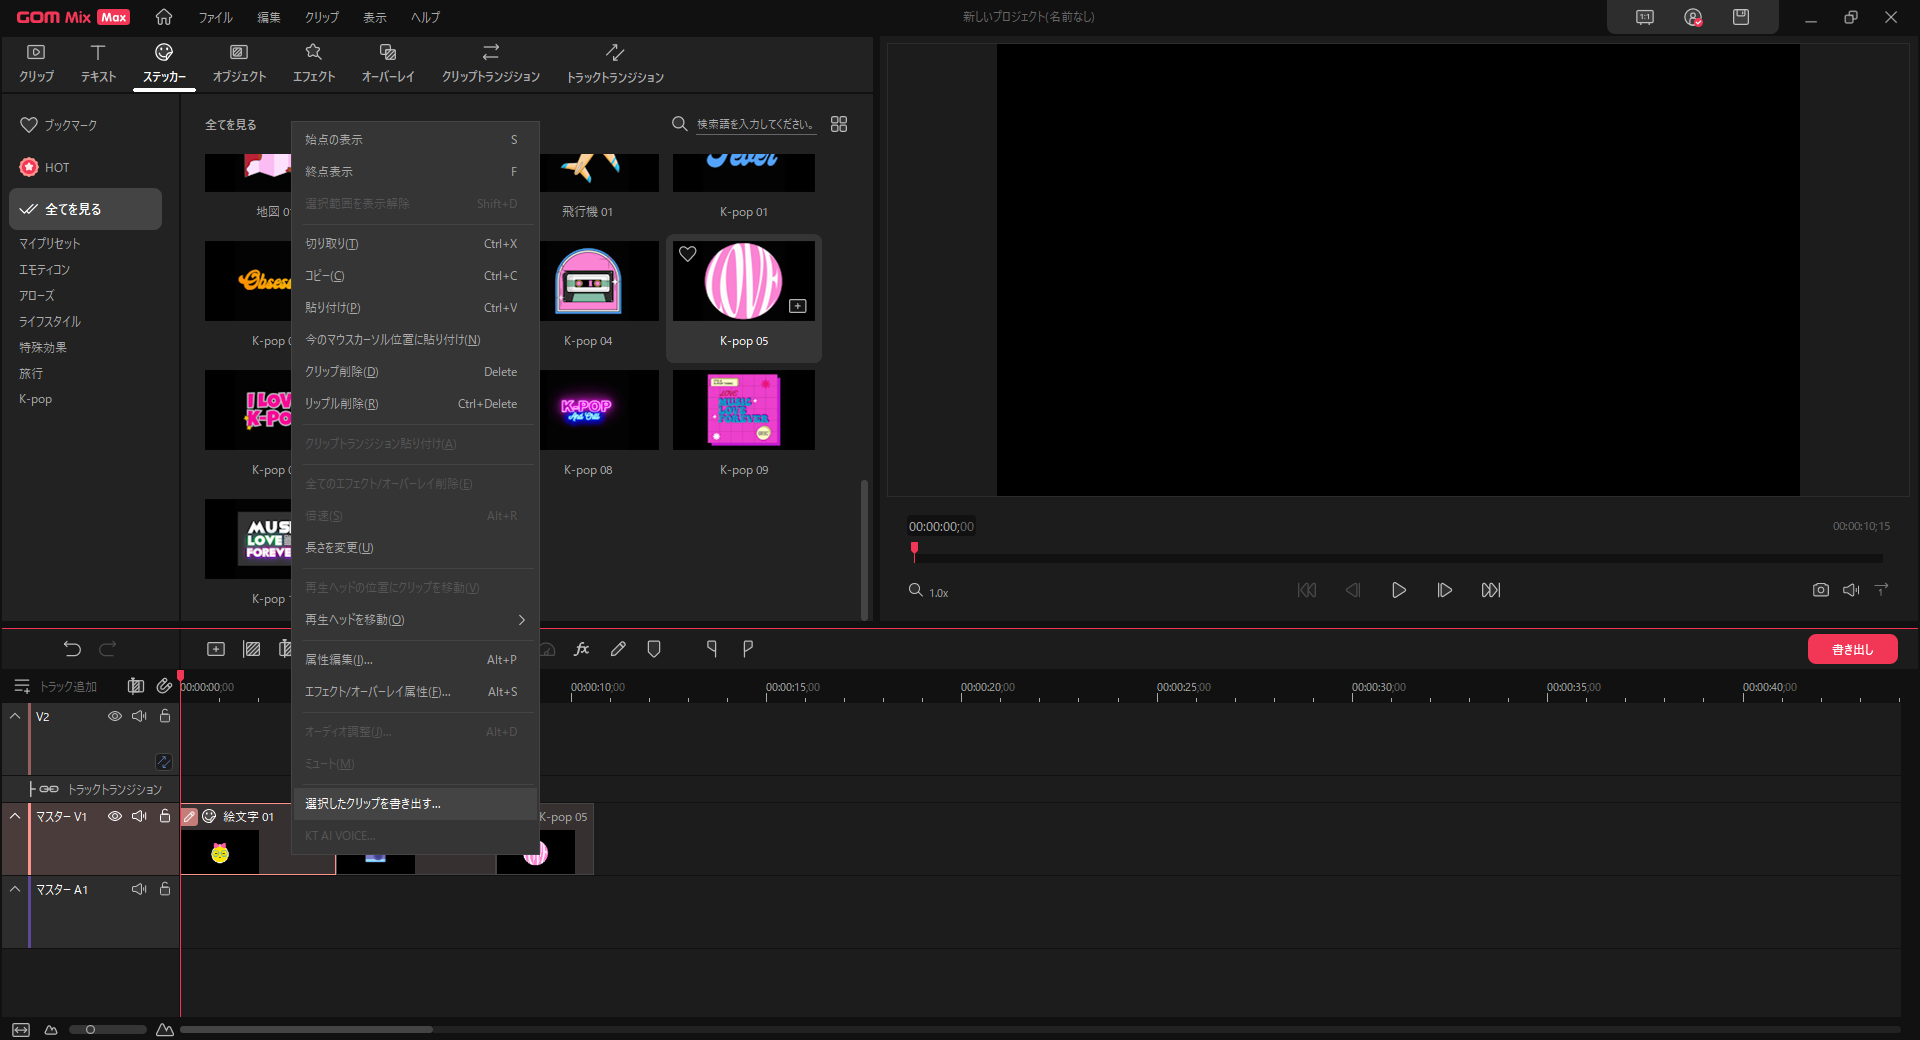 GOM Mix Max
ファイル
編集
クリップ
表示
ヘルプ
新しいプロジェクト(名前なし)
1:1
クリップ
テキスト
ステッカー
オブジェクト
エフェクト
オーバーレイ
クリップトランジション
トラックトランジション
ブックマーク
HOT
全てを見る
マイプリセット
エモティコン
アローズ
ライフスタイル
特殊効果
旅行
K-pop
全てを見る
検索語を入力してください。
地図 0
飛行機 01
Fever
K-pop 01
Obses
K-pop 0
K-pop 04
K-pop 05
I LOV
K-PO
K-pop 0
K-POP
And Chill
K-pop 08
LOVE
MUSIC
LOVE
FOREVER
K-pop 09
MUSI
LOVE
FOREVER
K-pop
始点の表示 S
終点表示 F
選択範囲を表示解除 Shift+D
切り取り(T) Ctrl+X
コピー(C) Ctrl+C
貼り付け(P) Ctrl+V
今のマウスカーソル位置に貼り付け(N)
クリップ削除(D) Delete
リップル削除(R) Ctrl+Delete
クリップトランジション貼り付け(A)
全てのエフェクト/オーバーレイ削除(E)
倍速(S) Alt+R
長さを変更(U)
再生ヘッドの位置にクリップを移動(V)
再生ヘッドを移動(O)
属性編集(I)... Alt+P
エフェクト/オーバーレイ属性(F)... Alt+S
オーディオ調整(J)... Alt+D
ミュート(M)
選択したクリップを書き出す...
KT AI VOICE...
00:00:00;00
00:00:10;15
1.0x
1
fx
書き出し
トラック追加
00:00:00;00
00:00:10;00
00:00:15;00
00:00:20;00
00:00:25;00
00:00:30;00
00:00:35;00
00:00:40;00
V2
トラックトランジション
マスター V1
絵文字 01
K-pop 05
マスター A1